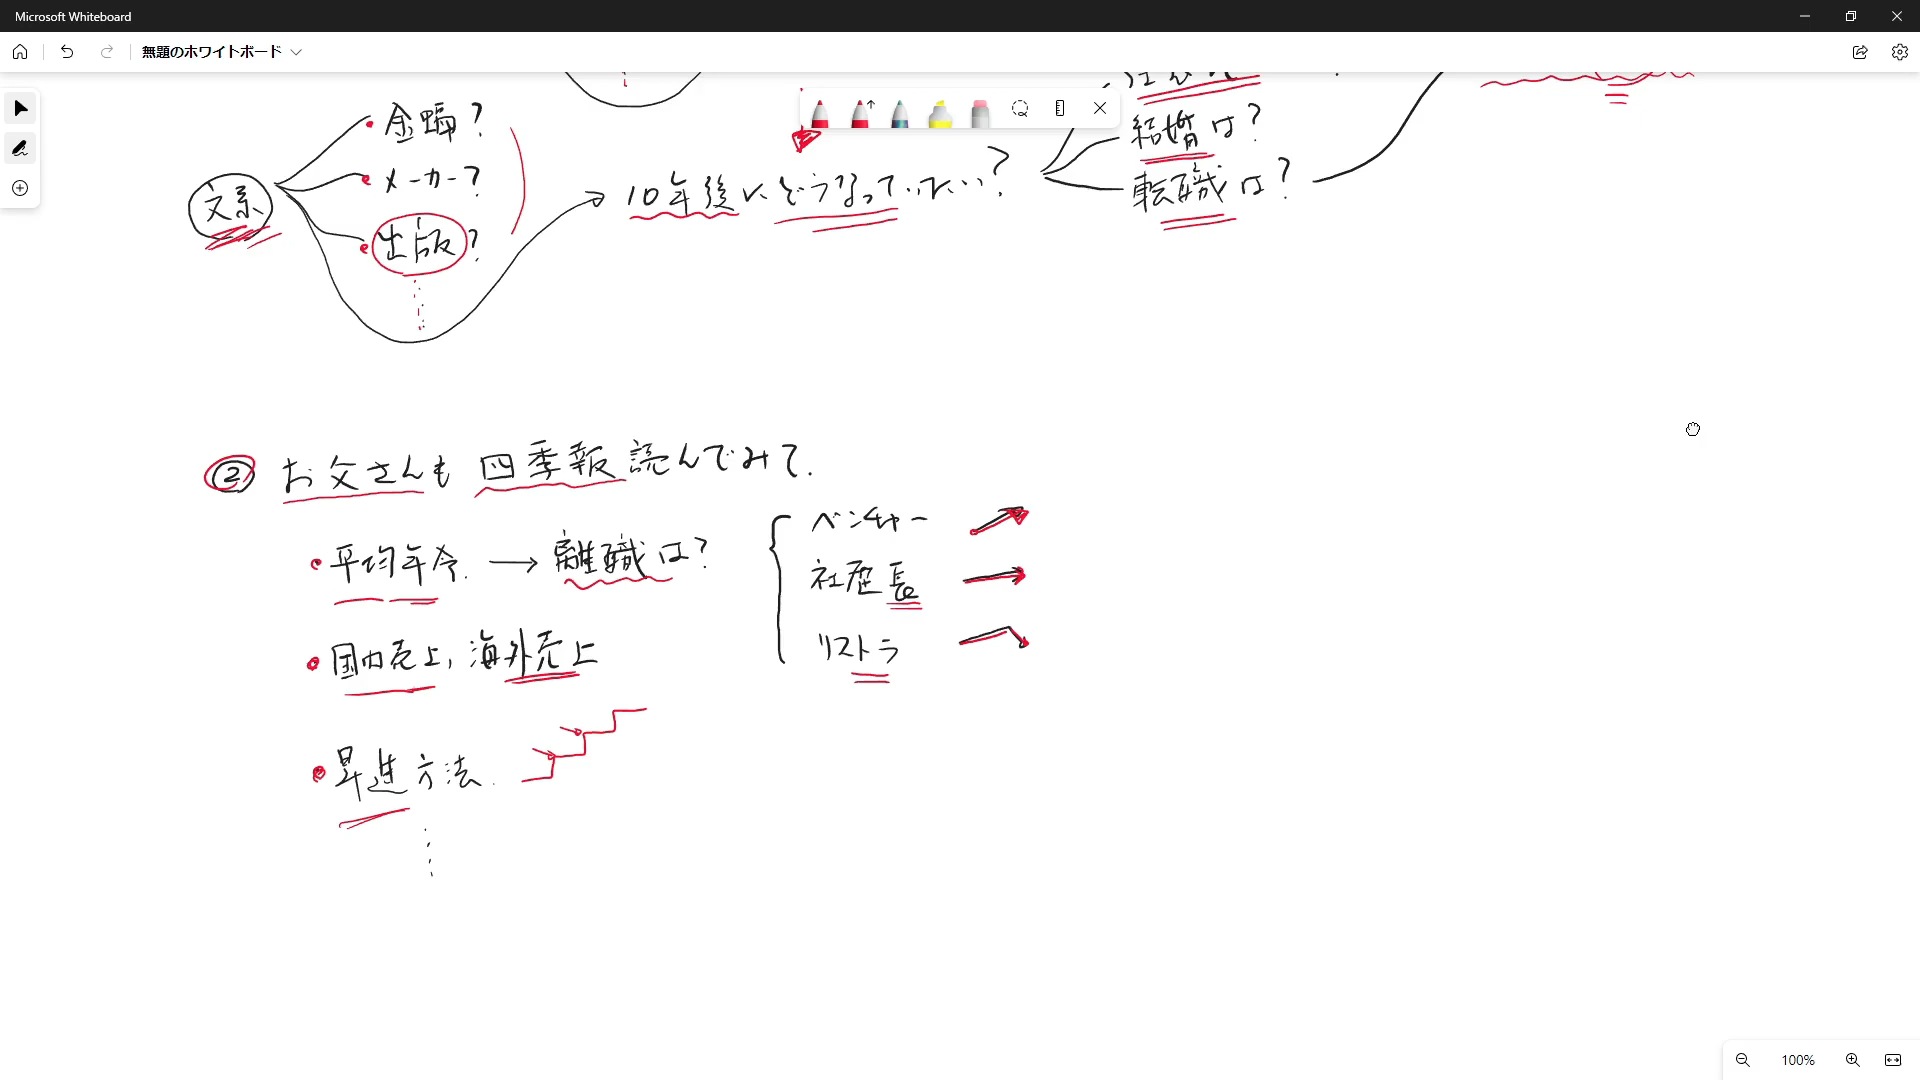 Microsoft Whiteboard
無題のホワイトボード
結婚は?
転職は?
文系
金融?
メーカー?
出版?
10年後にどうなっていたい?
② お父さんも四季報読んでみて.
・平均年令. → 離職は?
ベンチャー
社歴長
リストラ
・国内売上, 海外売上
・昇進方法.
100%